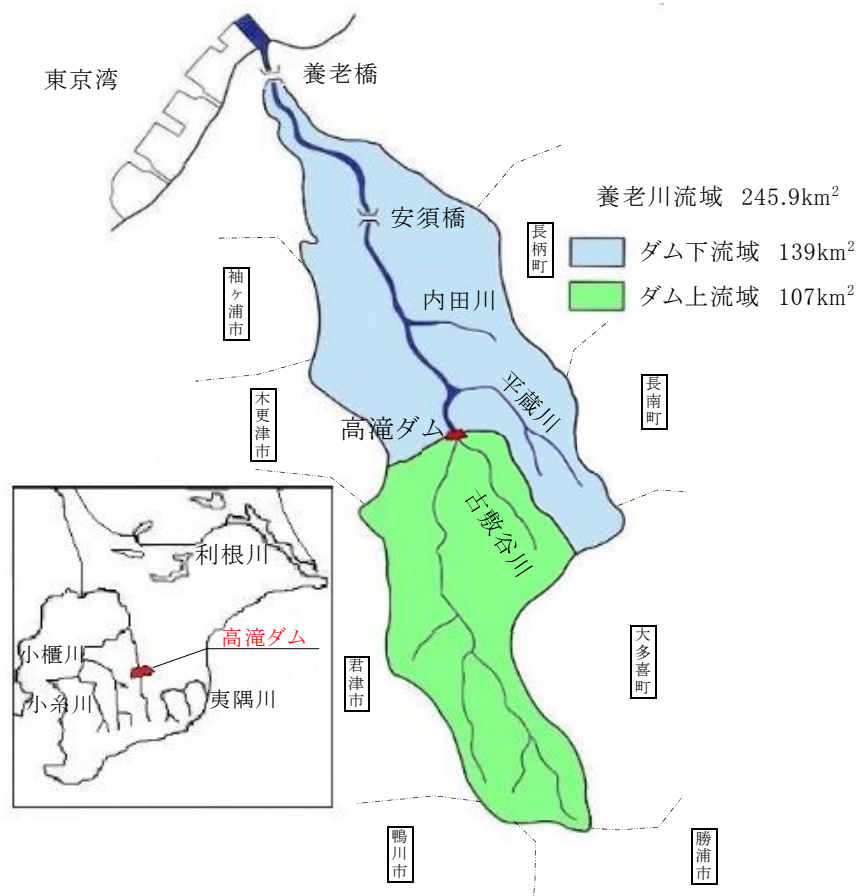 東京湾
養老橋
養老川流域 245.9km²
安須橋
長柄町
ダム下流域 139km²
袖ヶ浦市
内田川
ダム上流域 107km²
平蔵川
長南町
木更津市
高滝ダム
古敷谷川
利根川
高滝ダム
小櫃川
小糸川
夷隅川
君津市
大多喜町
鴨川市
勝浦市